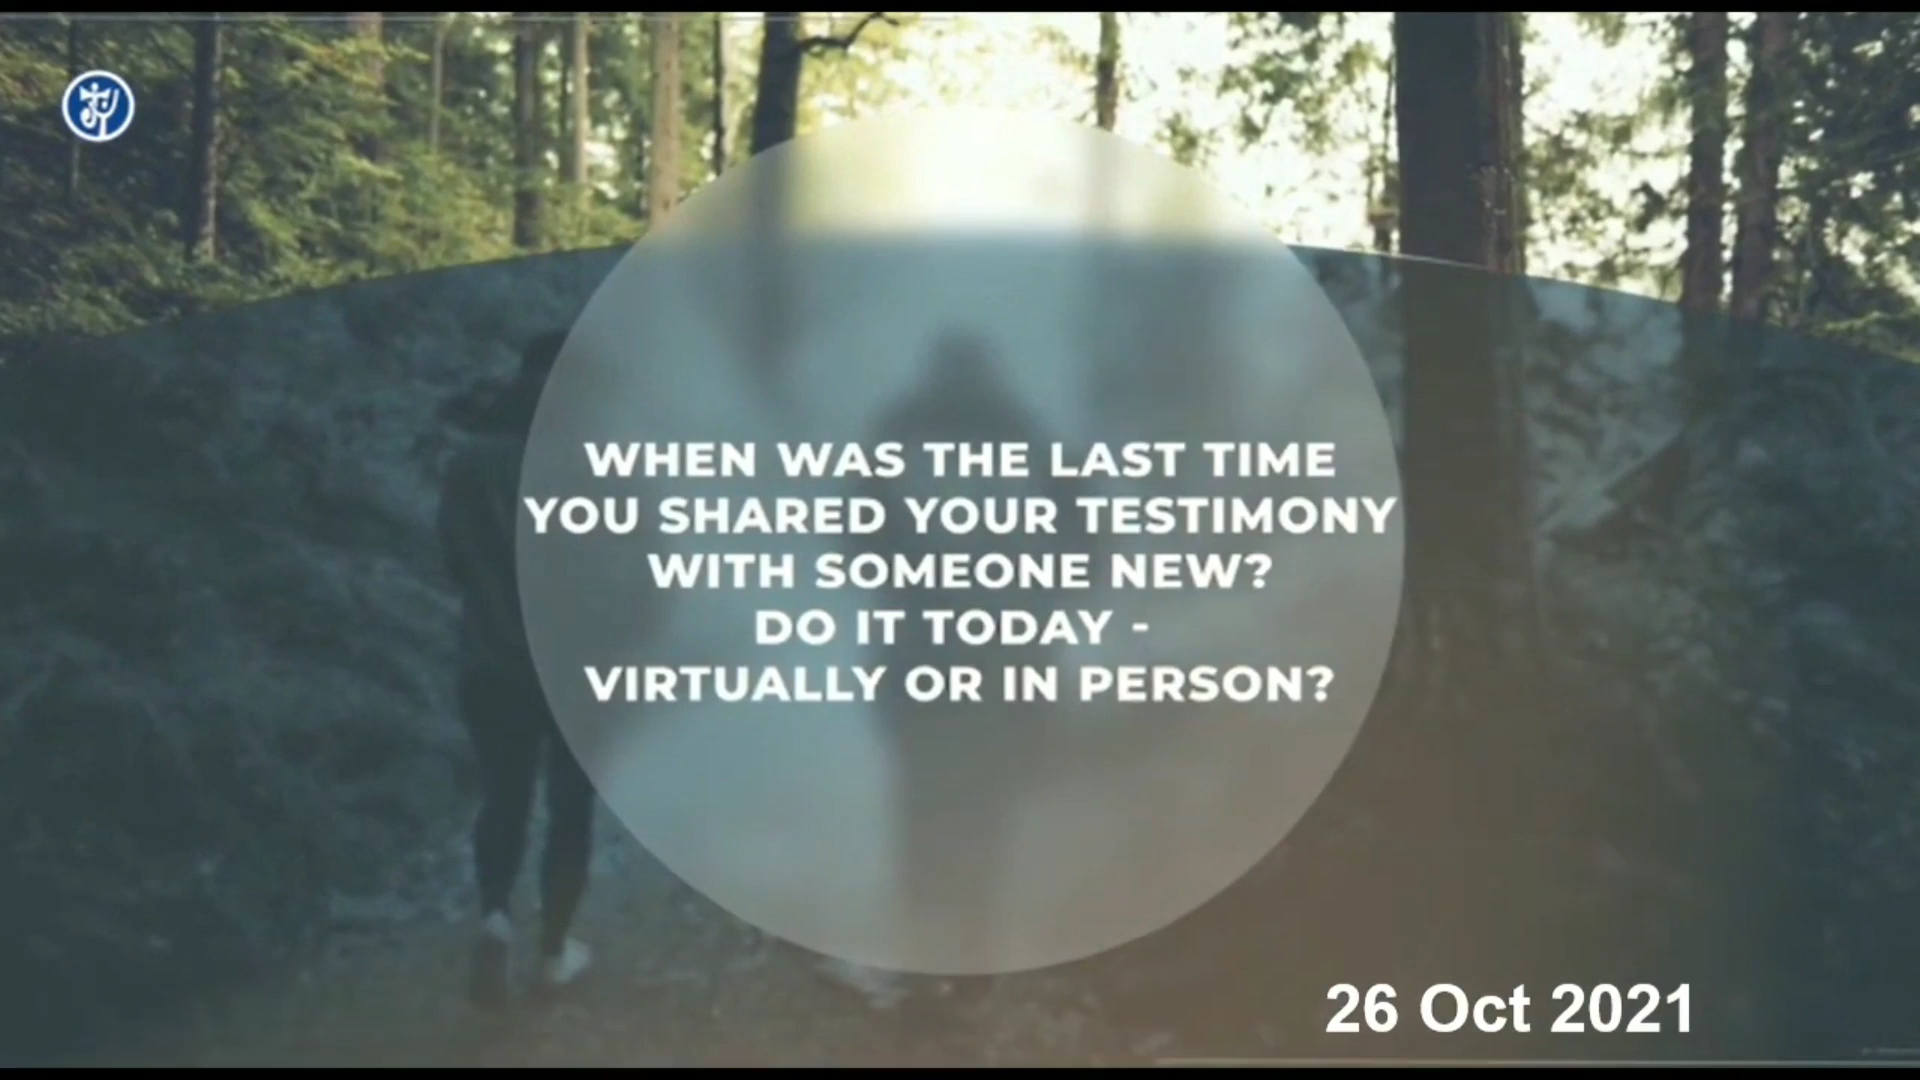 WHEN WAS THE LAST TIME
YOU SHARED YOUR TESTIMONY
WITH SOMEONE NEW?
DO IT TODAY -
VIRTUALLY OR IN PERSON?
26 Oct 2021